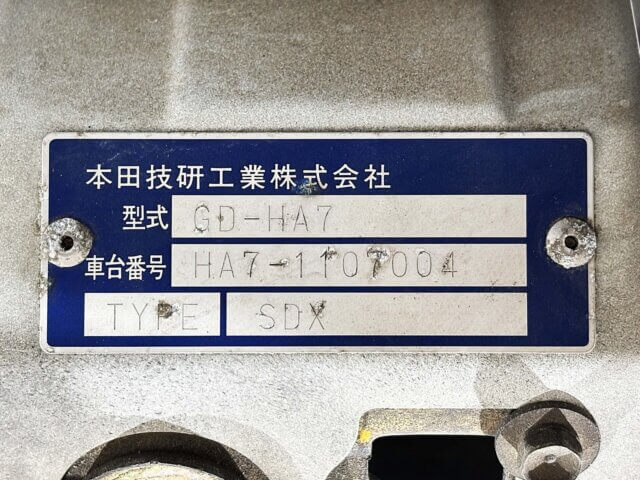 本田技研工業株式会社
型式 GD-HA7
車台番号 HA7-1107004
TYPE SDX